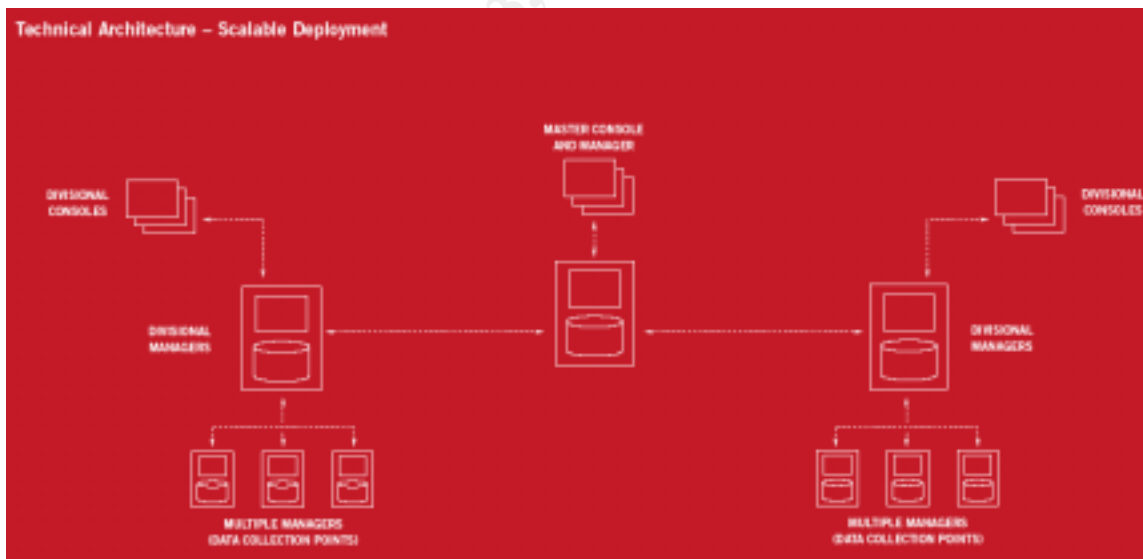 Technical Architecture – Scalable Deployment
MASTER CONSOLE
AND MANAGER
DIVISIONAL
CONSOLES
DIVISIONAL
CONSOLES
DIVISIONAL
MANAGERS
DIVISIONAL
MANAGERS
MULTIPLE MANAGERS
(DATA COLLECTION POINTS)
MULTIPLE MANAGERS
(DATA COLLECTION POINTS)